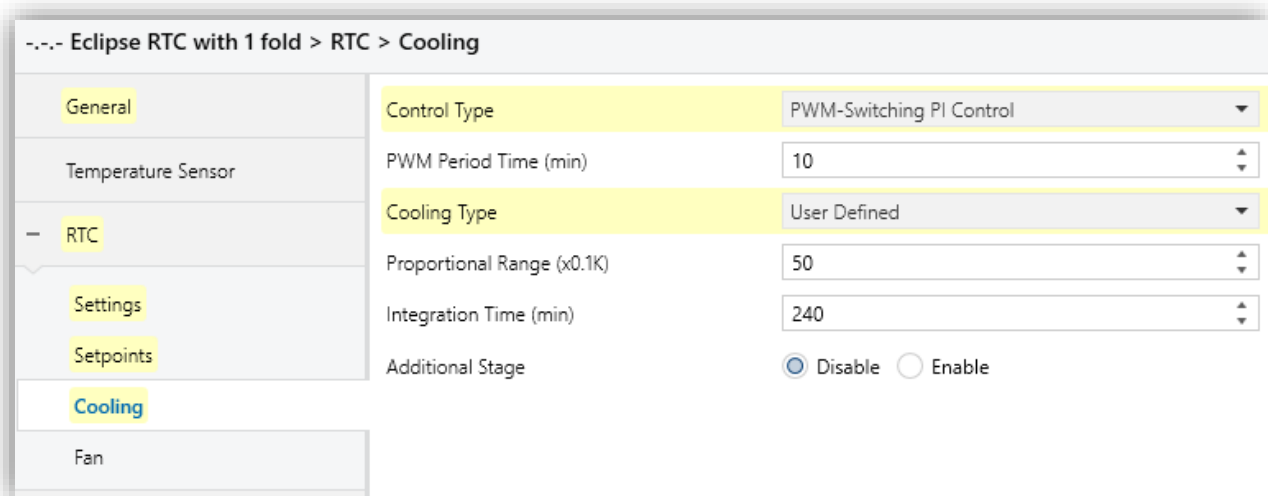 -.-.- Eclipse RTC with 1 fold > RTC > Cooling
General
Temperature Sensor
RTC
Settings
Setpoints
Cooling
Fan
Control Type PWM-Switching PI Control
PWM Period Time (min) 10
Cooling Type User Defined
Proportional Range (x0.1K) 50
Integration Time (min) 240
Additional Stage Disable Enable